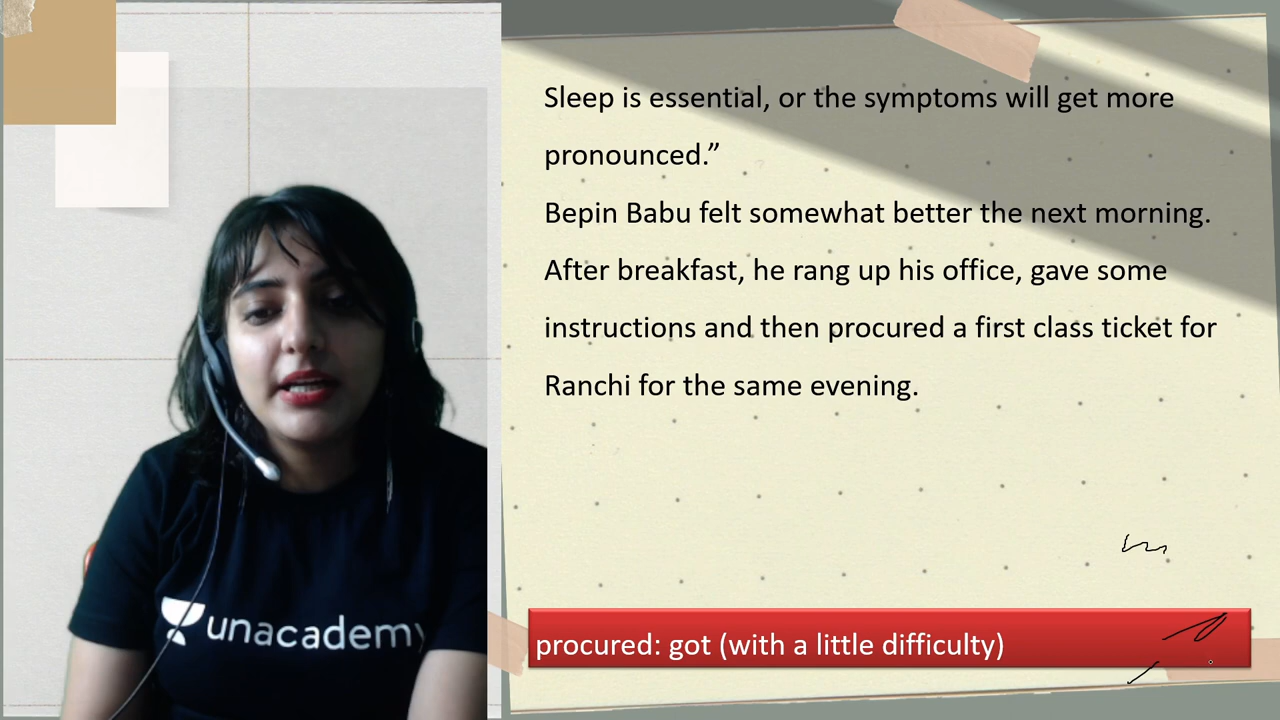 Sleep is essential, or the symptoms will get more
pronounced.”
Bepin Babu felt somewhat better the next morning.
After breakfast, he rang up his office, gave some
instructions and then procured a first class ticket for
Ranchi for the same evening.
procured: got (with a little difficulty)
unacademy